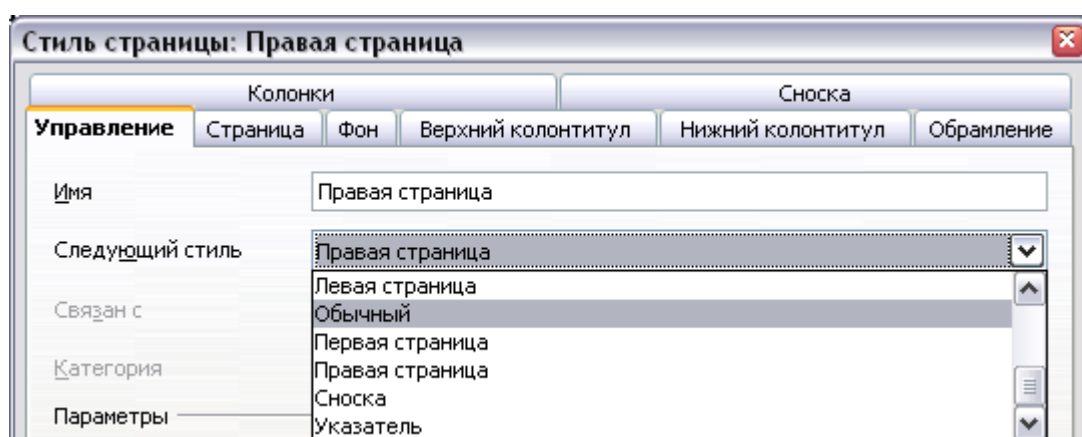 Стиль страницы: Правая страница
Колонки Сноска
Управление Страница Фон Верхний колонтитул Нижний колонтитул Обрамление
Имя Правая страница
Следующий стиль Правая страница
Левая страница
Связан с Обычный
Первая страница
Категория Правая страница
Сноска
Параметры Указатель